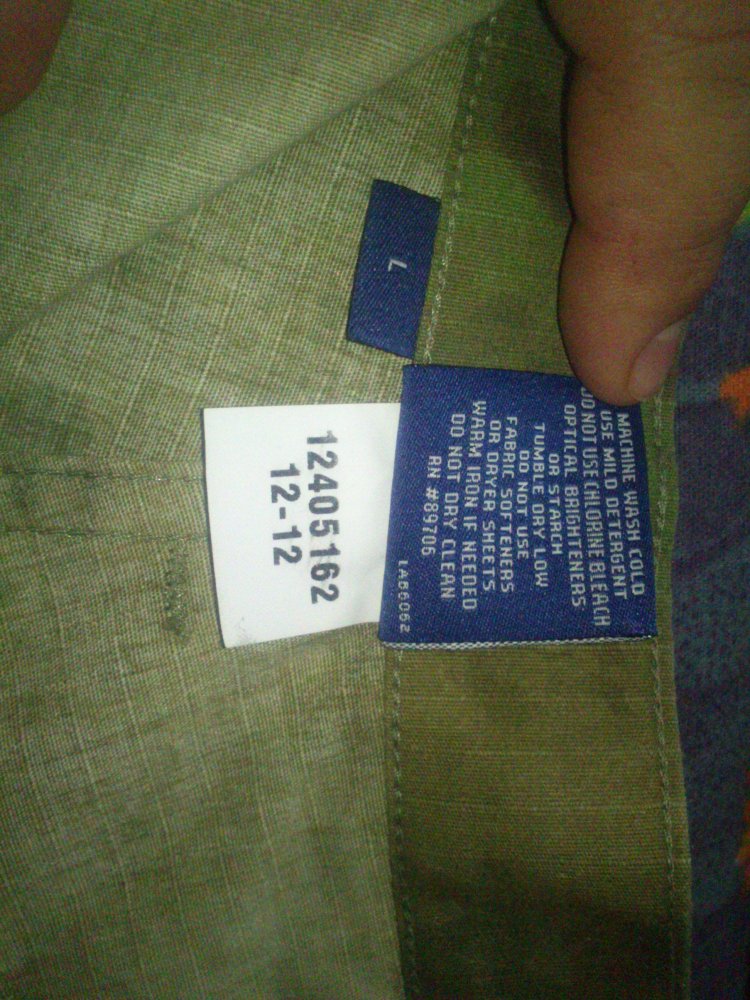 L
MACHINE WASH COLD
USE MILD DETERGENT
DO NOT USE CHLORINE BLEACH
OPTICAL BRIGHTENERS
OR STARCH
TUMBLE DRY LOW
DO NOT USE
FABRIC SOFTENERS
OR DRYER SHEETS
WARM IRON IF NEEDED
DO NOT DRY CLEAN
RN #89706
LA86062
12405162
12-12